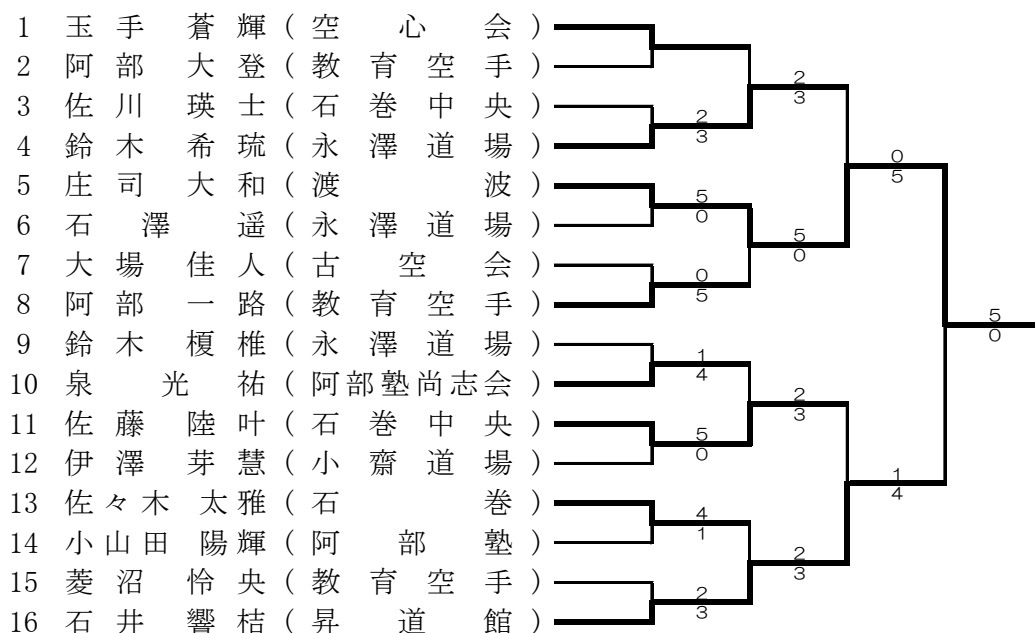 1 玉手 蒼輝 (空心会)
2 阿部 大登 (教育空手)
2
3
3 佐川 瑛士 (石巻中央)
2
3
4 鈴木 希琉 (永澤道場)
0
5
5 庄司 大和 (渡波)
5
0
6 石澤 遥 (永澤道場)
5
0
7 大場 佳人 (古空会)
0
5
8 阿部 一路 (教育空手)
5
0
9 鈴木 榎椎 (永澤道場)
1
4
10 泉 光祐 (阿部塾尚志会)
2
3
11 佐藤 陸叶 (石巻中央)
5
0
12 伊澤 芽慧 (小齋道場)
1
4
13 佐々木 太雅 (石巻)
4
1
14 小山田 陽輝 (阿部塾)
2
3
15 菱沼 怜央 (教育空手)
2
3
16 石井 響桔 (昇道館)